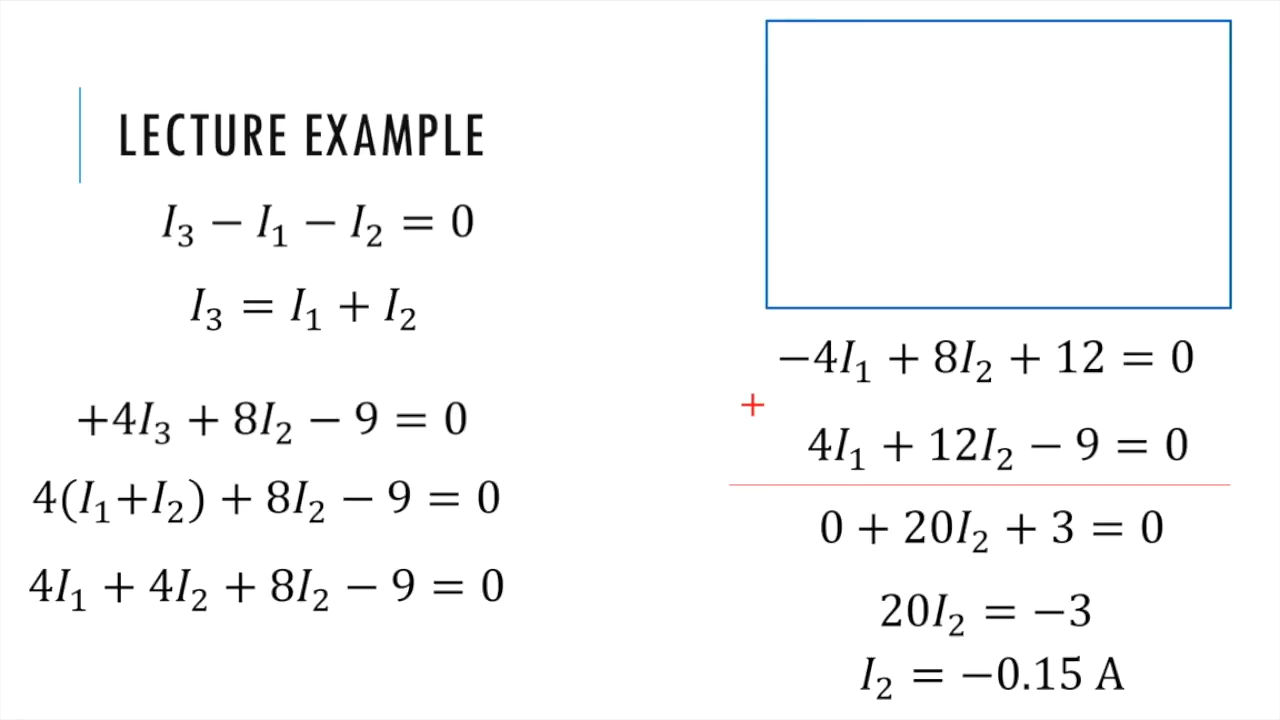 LECTURE EXAMPLE
I₃ − I₁ − I₂ = 0
I₃ = I₁ + I₂
+4I₃ + 8I₂ − 9 = 0
4(I₁+I₂) + 8I₂ − 9 = 0
4I₁ + 4I₂ + 8I₂ − 9 = 0
−4I₁ + 8I₂ + 12 = 0
+
4I₁ + 12I₂ − 9 = 0
0 + 20I₂ + 3 = 0
20I₂ = −3
I₂ = −0.15 A